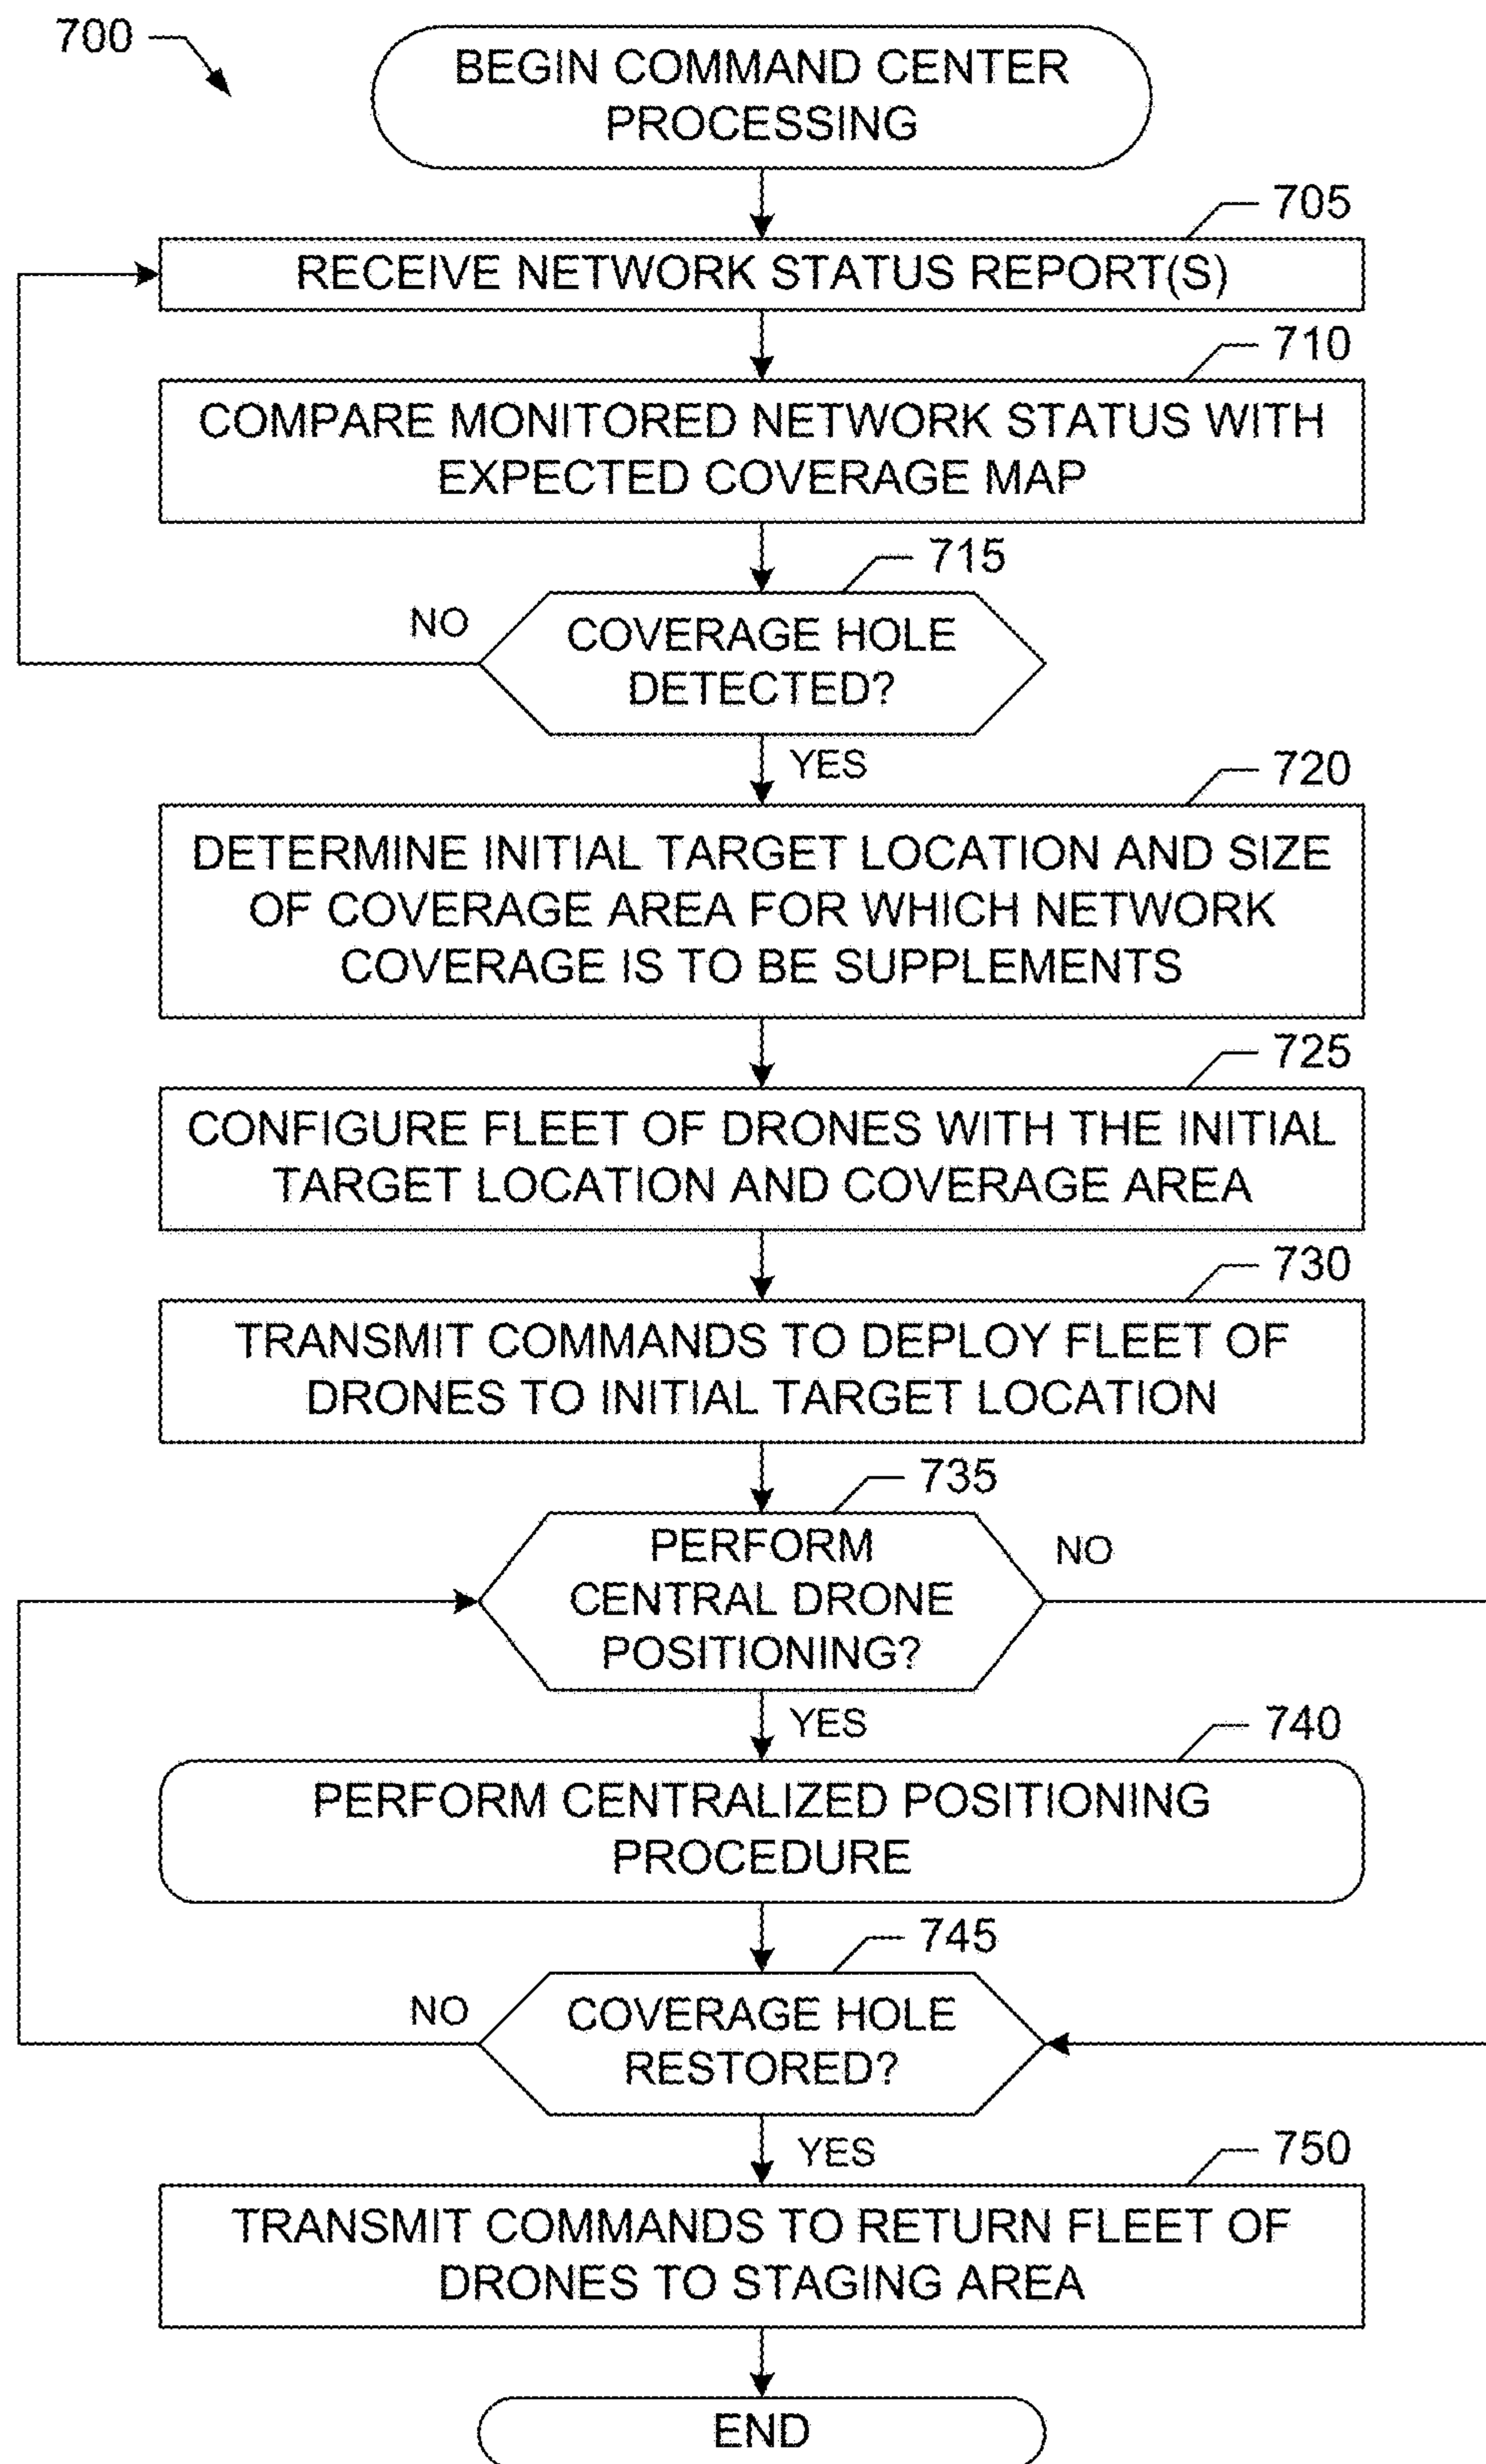 700
BEGIN COMMAND CENTER
PROCESSING
705
RECEIVE NETWORK STATUS REPORT(S)
710
COMPARE MONITORED NETWORK STATUS WITH
EXPECTED COVERAGE MAP
715
NO
COVERAGE HOLE
DETECTED?
YES
720
DETERMINE INITIAL TARGET LOCATION AND SIZE
OF COVERAGE AREA FOR WHICH NETWORK
COVERAGE IS TO BE SUPPLEMENTS
725
CONFIGURE FLEET OF DRONES WITH THE INITIAL
TARGET LOCATION AND COVERAGE AREA
730
TRANSMIT COMMANDS TO DEPLOY FLEET OF
DRONES TO INITIAL TARGET LOCATION
735
PERFORM
CENTRAL DRONE
POSITIONING?
NO
YES
740
PERFORM CENTRALIZED POSITIONING
PROCEDURE
745
NO
COVERAGE HOLE
RESTORED?
YES
750
TRANSMIT COMMANDS TO RETURN FLEET OF
DRONES TO STAGING AREA
END